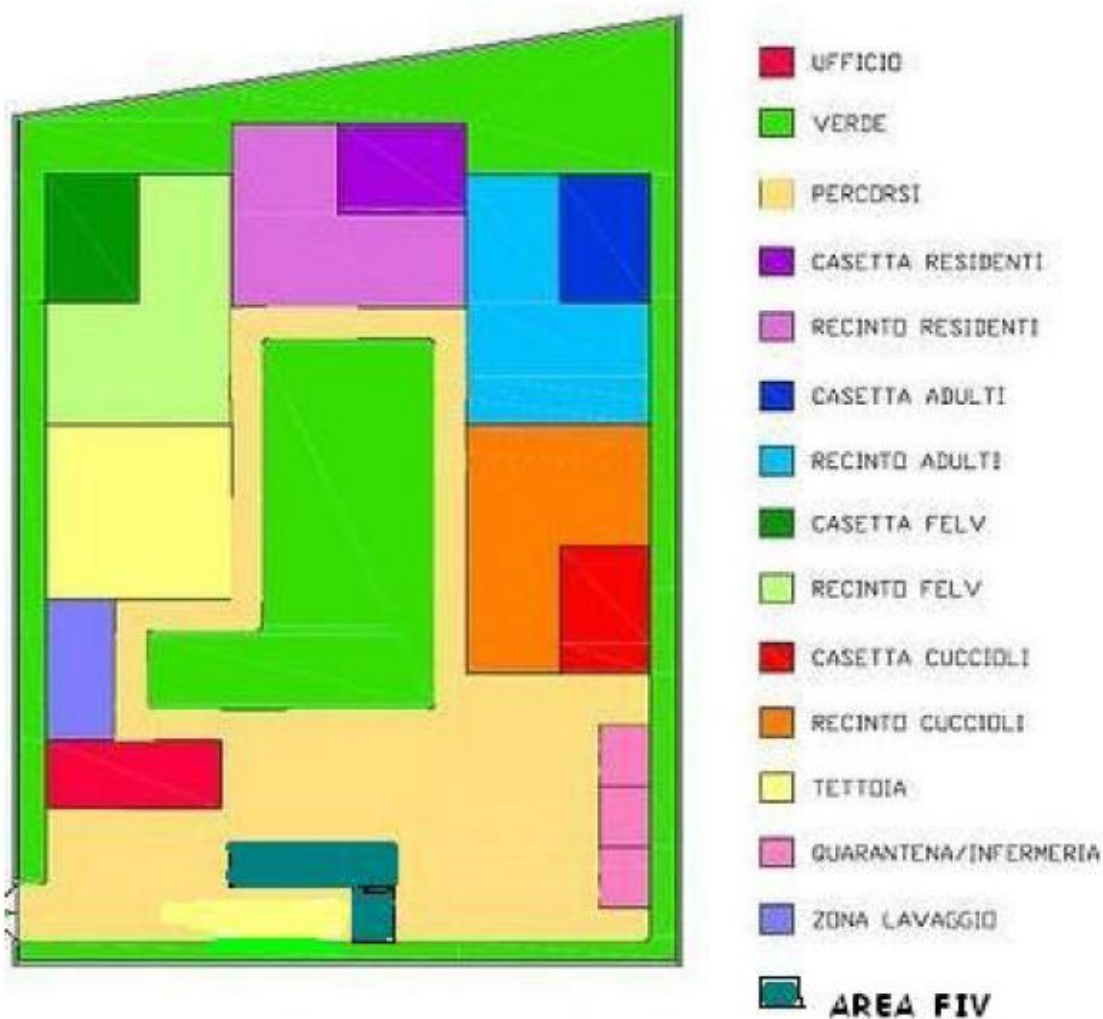 UFFICIO
VERDE
PERCORSI
CASETTA RESIDENTI
RECINTO RESIDENTI
CASETTA ADULTI
RECINTO ADULTI
CASETTA FELV
RECINTO FELV
CASETTA CUCCIOLI
RECINTO CUCCIOLI
TETTOIA
QUARANTENA/INFERMERIA
ZONA LAVAGGIO
AREA FIV